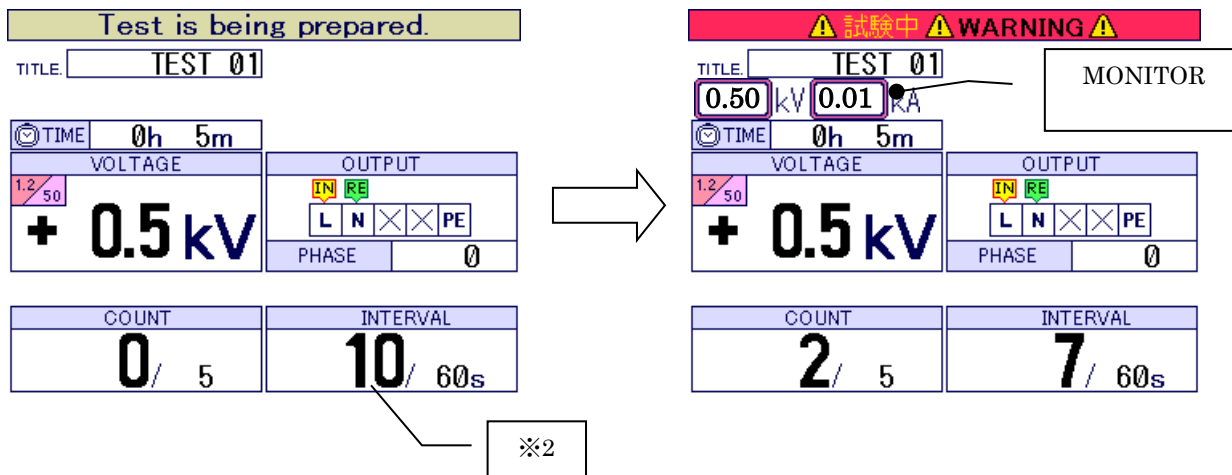 Test is being prepared.
TITLE. TEST 01
TIME 0h 5m
VOLTAGE
1.2/50
+ 0.5 kV
OUTPUT
IN RE
L N PE
PHASE 0
COUNT
0/ 5
INTERVAL
10/ 60s
※2
試験中 WARNING
TITLE. TEST 01
0.50 kV 0.01 kA
MONITOR
TIME 0h 5m
VOLTAGE
1.2/50
+ 0.5 kV
OUTPUT
IN RE
L N PE
PHASE 0
COUNT
2/ 5
INTERVAL
7/ 60s